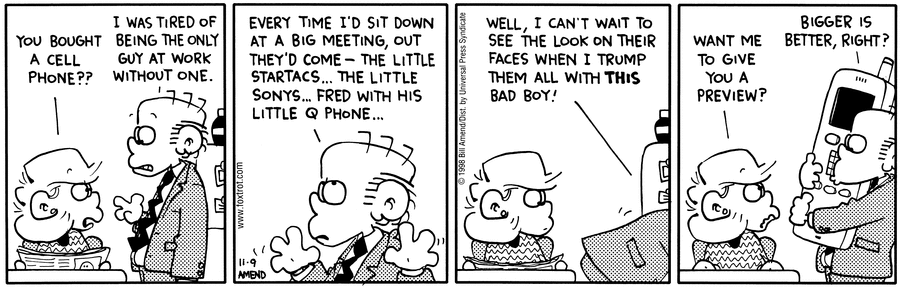 YOU BOUGHT
A CELL
PHONE??
I WAS TIRED OF
BEING THE ONLY
GUY AT WORK
WITHOUT ONE.
EVERY TIME I'D SIT DOWN
AT A BIG MEETING, OUT
THEY'D COME – THE LITTLE
STARTACS... THE LITTLE
SONYS... FRED WITH HIS
LITTLE Q PHONE...
www.foxtrot.com
11·9
AMEND
© 1998 Bill Amend/Dist. by Universal Press Syndicate
WELL, I CAN'T WAIT TO
SEE THE LOOK ON THEIR
FACES WHEN I TRUMP
THEM ALL WITH THIS
BAD BOY!
WANT ME
TO GIVE
YOU A
PREVIEW?
BIGGER IS
BETTER, RIGHT?